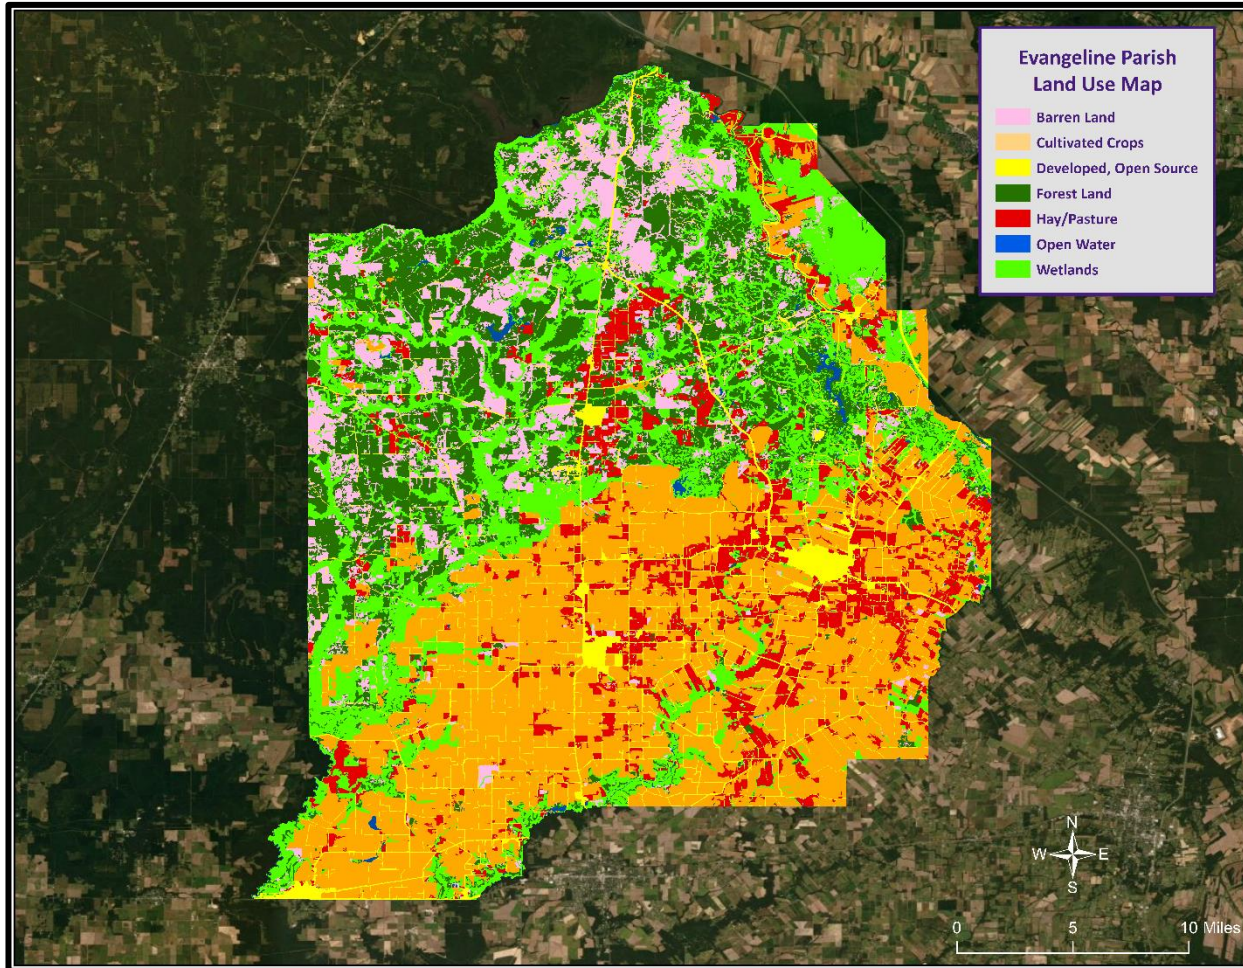 Evangeline Parish
Land Use Map
Barren Land
Cultivated Crops
Developed, Open Source
Forest Land
Hay/Pasture
Open Water
Wetlands
N
W E
S
0 5 10 Miles